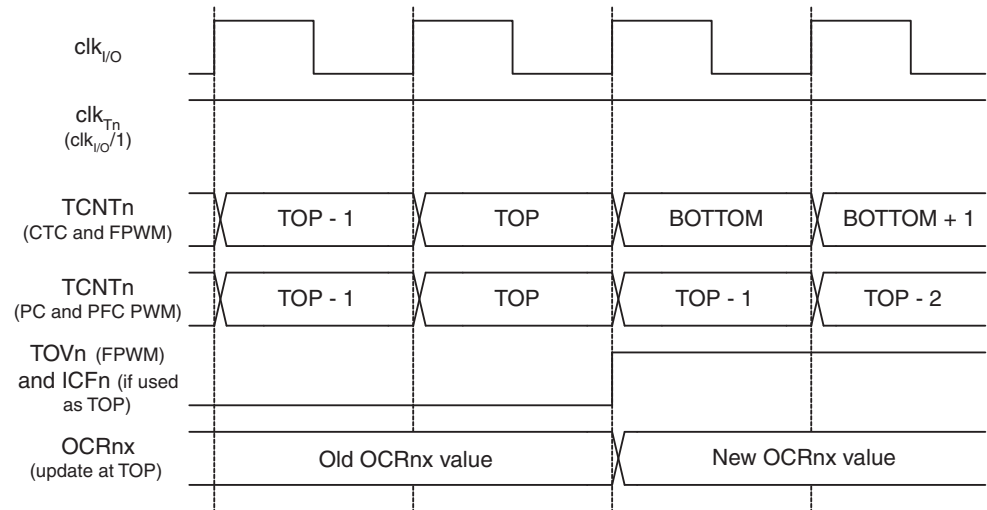 clkI/O
clkTn
(clkI/O/1)
TCNTn
(CTC and FPWM)
TOP - 1
TOP
BOTTOM
BOTTOM + 1
TCNTn
(PC and PFC PWM)
TOP - 1
TOP
TOP - 1
TOP - 2
TOVn (FPWM)
and ICFn (if used
as TOP)
OCRnx
(update at TOP)
Old OCRnx value
New OCRnx value